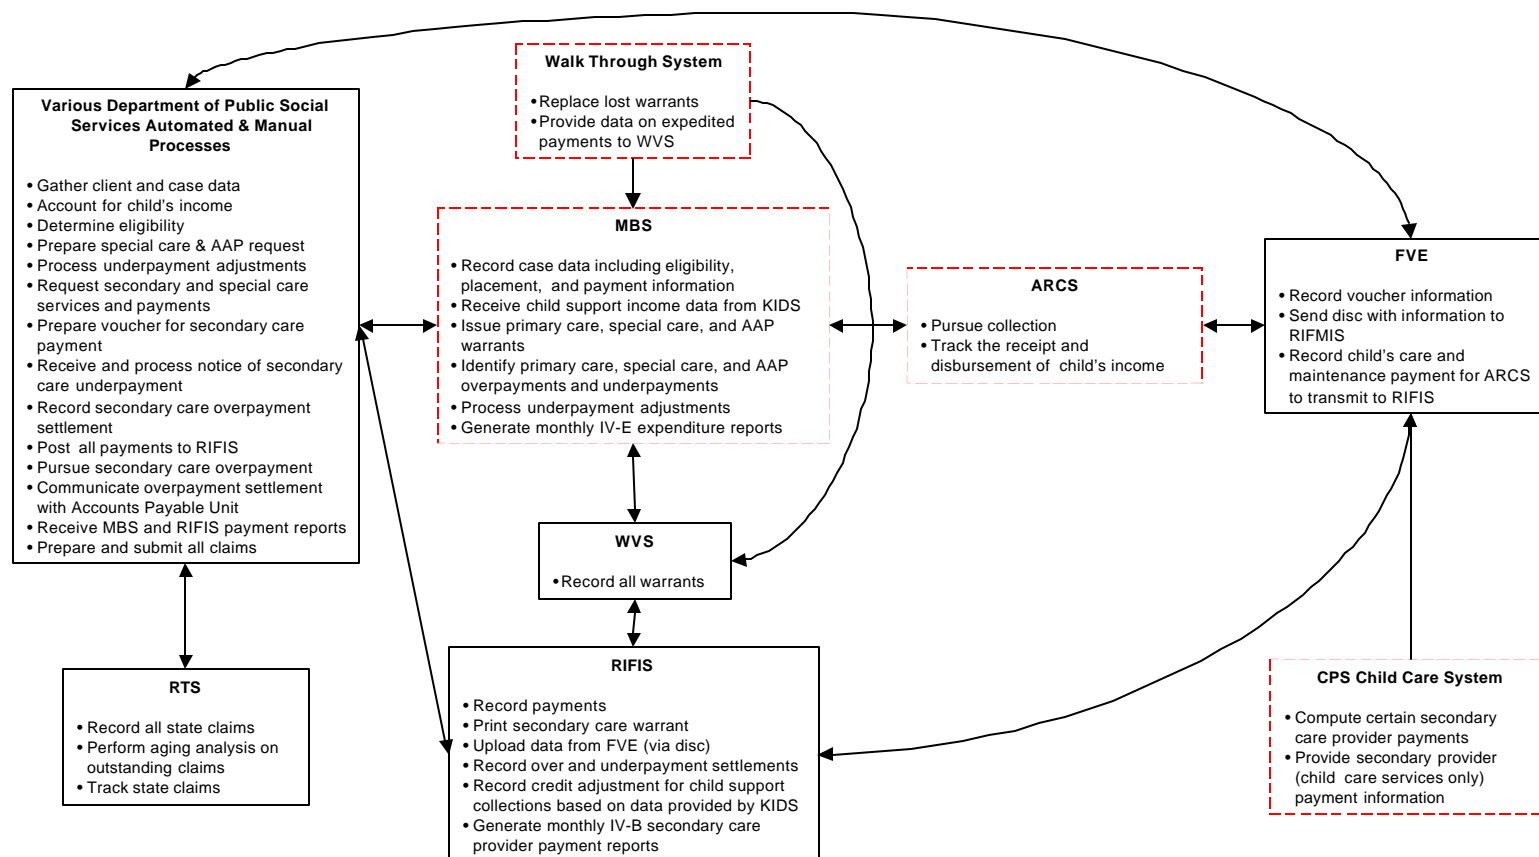 Walk Through System
• Replace lost warrants
• Provide data on expedited
payments to WVS
Various Department of Public Social
Services Automated & Manual
Processes
• Gather client and case data
• Account for child's income
• Determine eligibility
• Prepare special care & AAP request
• Process underpayment adjustments
• Request secondary and special care
services and payments
• Prepare voucher for secondary care
payment
• Receive and process notice of secondary
care underpayment
• Record secondary care overpayment
settlement
• Post all payments to RIFIS
• Pursue secondary care overpayment
• Communicate overpayment settlement
with Accounts Payable Unit
• Receive MBS and RIFIS payment reports
• Prepare and submit all claims
MBS
• Record case data including eligibility,
placement, and payment information
• Receive child support income data from KIDS
• Issue primary care, special care, and AAP
warrants
• Identify primary care, special care, and AAP
overpayments and underpayments
• Process underpayment adjustments
• Generate monthly IV-E expenditure reports
ARCS
• Pursue collection
• Track the receipt and
disbursement of child's income
FVE
• Record voucher information
• Send disc with information to
RIFMIS
• Record child's care and
maintenance payment for ARCS
to transmit to RIFIS
WVS
• Record all warrants
RTS
• Record all state claims
• Perform aging analysis on
outstanding claims
• Track state claims
RIFIS
• Record payments
• Print secondary care warrant
• Upload data from FVE (via disc)
• Record over and underpayment settlements
• Record credit adjustment for child support
collections based on data provided by KIDS
• Generate monthly IV-B secondary care
provider payment reports
CPS Child Care System
• Compute certain secondary
care provider payments
• Provide secondary provider
(child care services only)
payment information